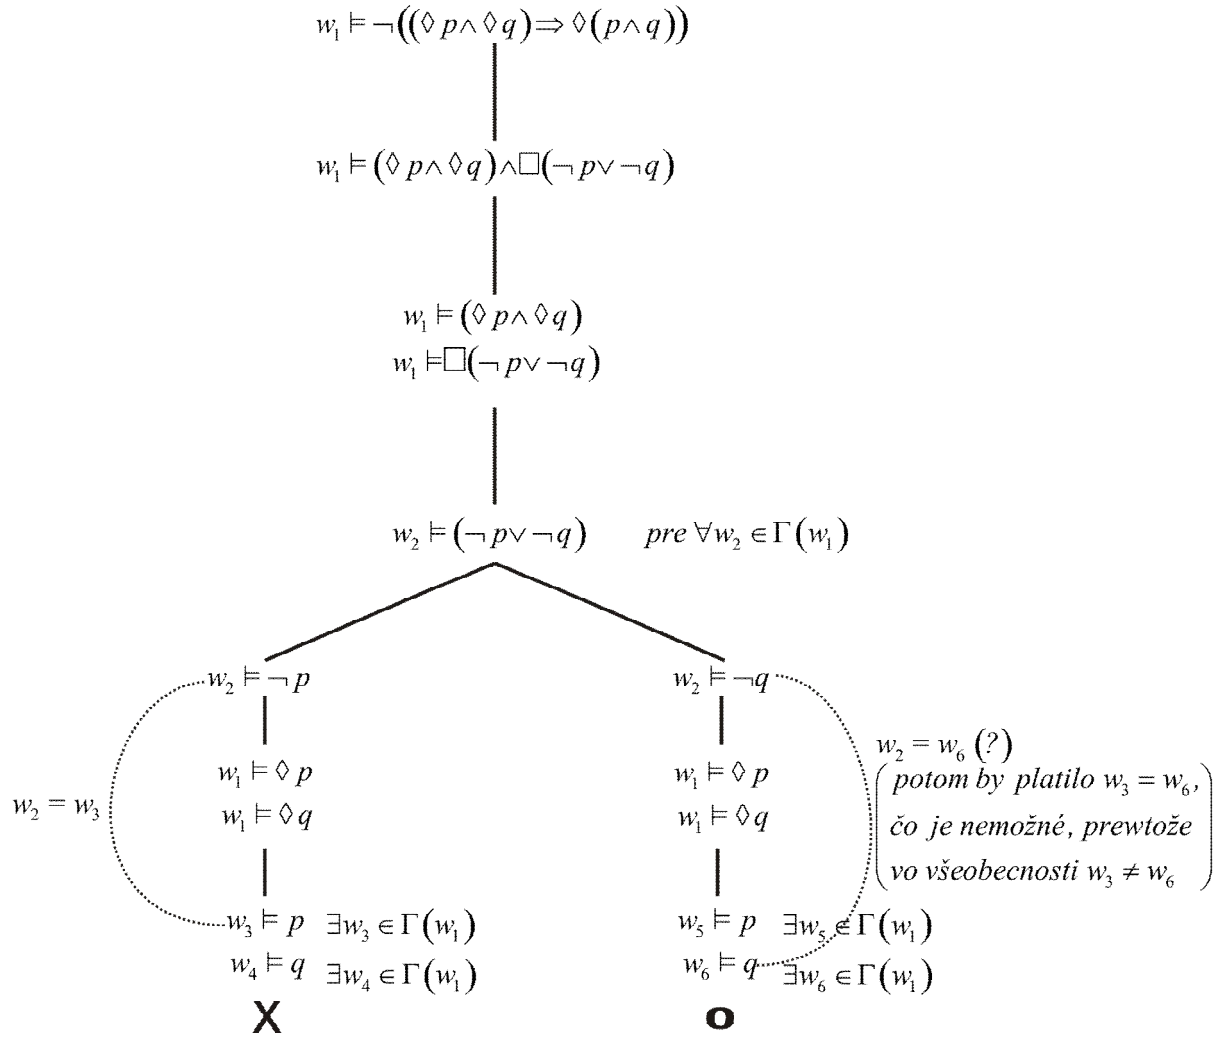 w₁ ⊨ ¬((◊ p ∧ ◊ q) ⇒ ◊(p ∧ q))
w₁ ⊨ (◊ p ∧ ◊ q) ∧ □(¬ p ∨ ¬ q)
w₁ ⊨ (◊ p ∧ ◊ q)
w₁ ⊨ □(¬ p ∨ ¬ q)
w₂ ⊨ (¬ p ∨ ¬ q) pre ∀w₂ ∈ Γ(w₁)
w₂ ⊨ ¬ p
w₁ ⊨ ◊ p
w₁ ⊨ ◊ q
w₂ = w₃
w₃ ⊨ p ∃w₃ ∈ Γ(w₁)
w₄ ⊨ q ∃w₄ ∈ Γ(w₁)
X
w₂ ⊨ ¬q
w₁ ⊨ ◊ p
w₁ ⊨ ◊ q
w₂ = w₆ (?)
(potom by platilo w₃ = w₆,
čo je nemožné, prewtože
vo všeobecnosti w₃ ≠ w₆)
w₅ ⊨ p ∃w₅ ∈ Γ(w₁)
w₆ ⊨ q ∃w₆ ∈ Γ(w₁)
o